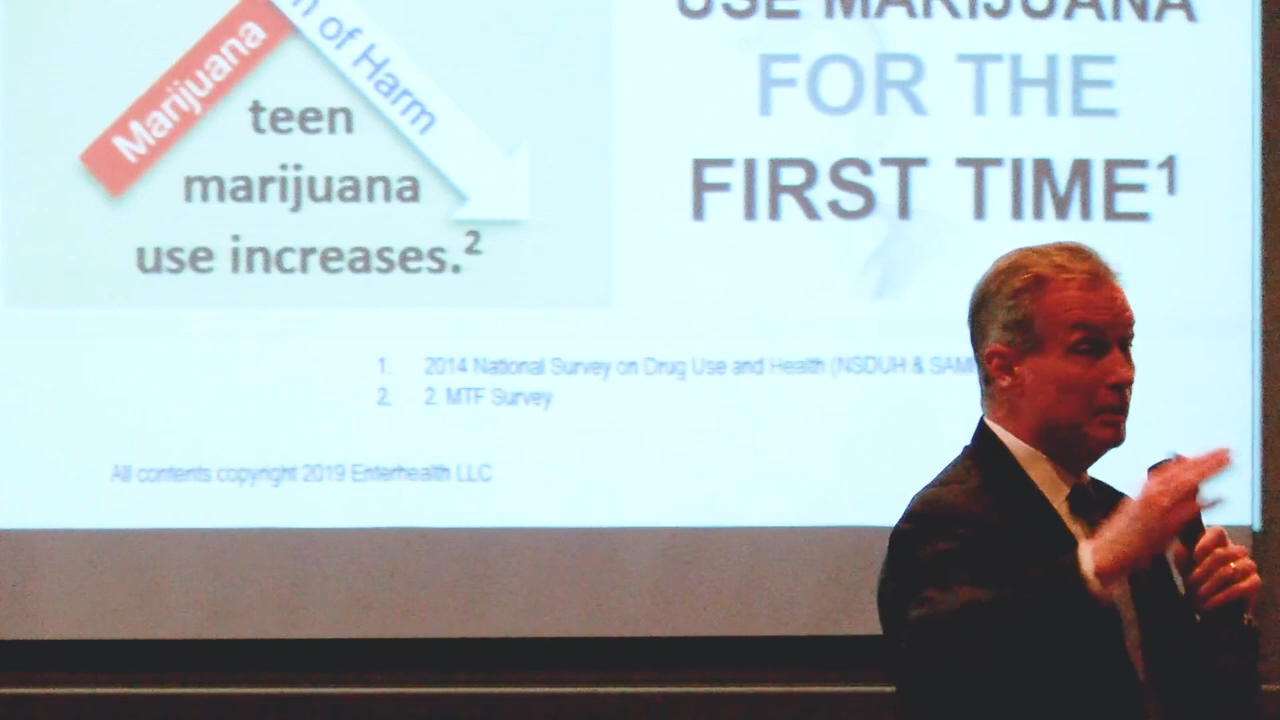 Marijuana
n of Harm
teen
marijuana
use increases.²
USE MARIJUANA
FOR THE
FIRST TIME¹
1. 2014 National Survey on Drug Use and Health (NSDUH & SAM
2. 2. MTF Survey
All contents copyright 2019 Enterhealth LLC